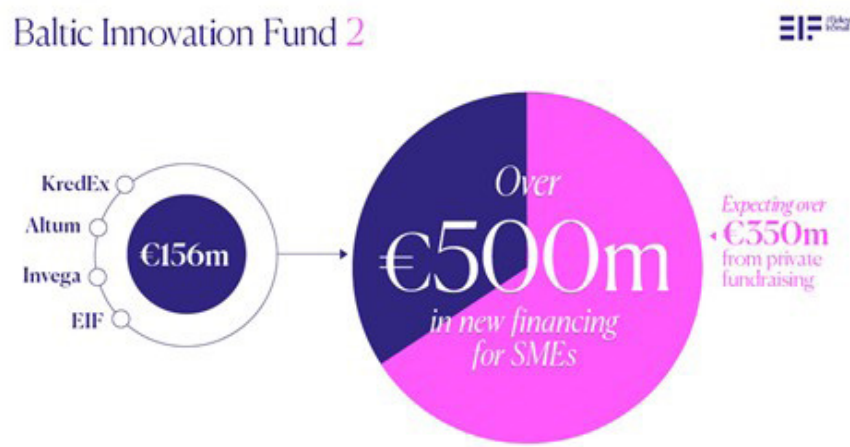 Baltic Innovation Fund 2
EIF
KredEx
Altum
Invega
EIF
€156m
Over
€500m
in new financing
for SMEs
Expecting over
€350m
from private
fundraising